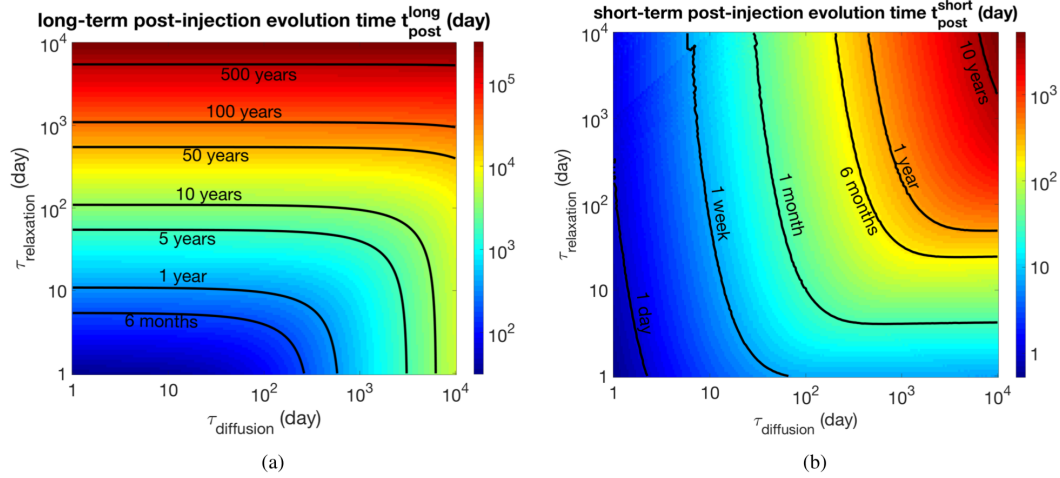 long-term post-injection evolution time t_post^long (day)
10^4
10^3
10^2
10
1
τ_relaxation (day)
500 years
100 years
50 years
10 years
5 years
1 year
6 months
1
10
10^2
10^3
10^4
τ_diffusion (day)
10^5
10^4
10^3
10^2
(a)
short-term post-injection evolution time t_post^short (day)
10^4
10^3
10^2
10
1
τ_relaxation (day)
1 day
1 week
1 month
6 months
1 year
10 years
1
10
10^2
10^3
10^4
τ_diffusion (day)
10^3
10^2
10
1
(b)